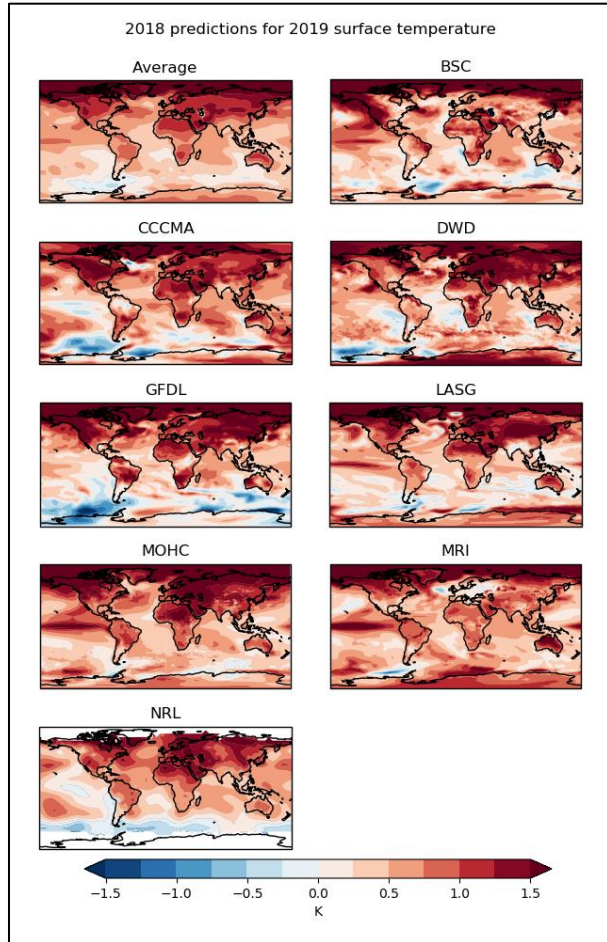 2018 predictions for 2019 surface temperature
Average
BSC
CCCMA
DWD
GFDL
LASG
MOHC
MRI
NRL
−1.5 −1.0 −0.5 0.0 0.5 1.0 1.5
K